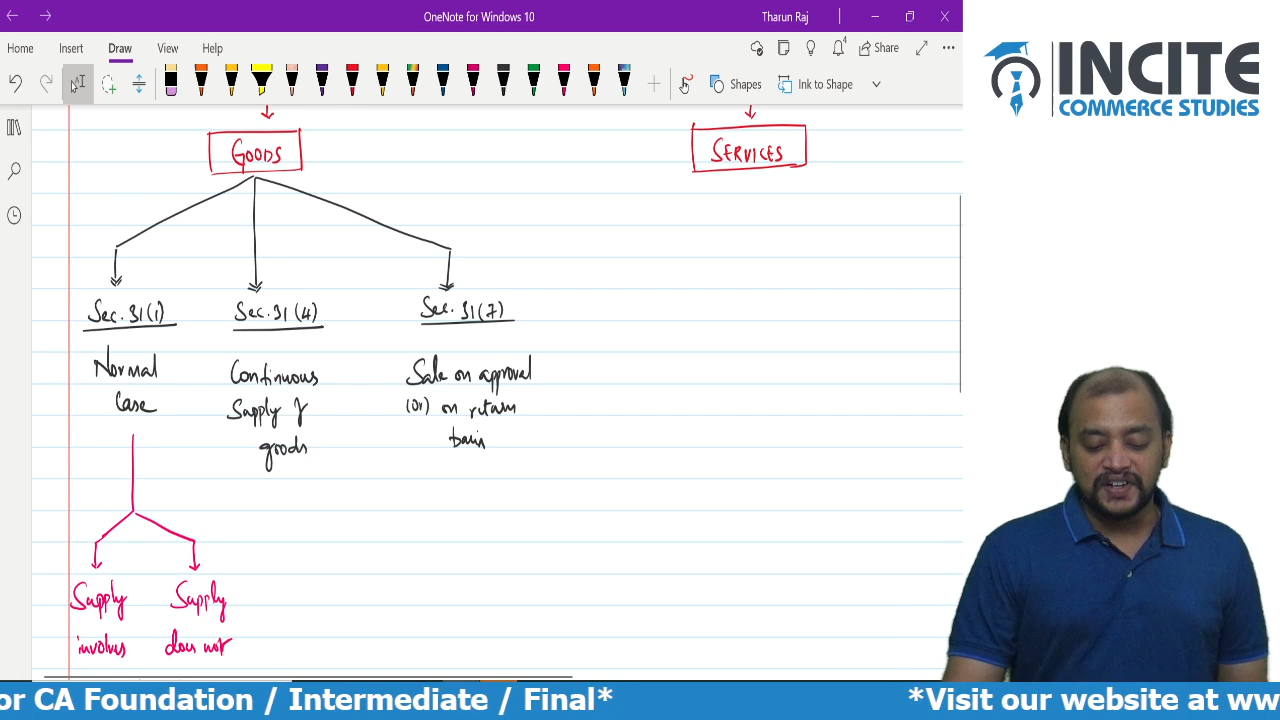 OneNote for Windows 10
Tharun Raj
Home Insert Draw View Help
4
Share
Shapes
Ink to Shape
INCITE
COMMERCE STUDIES
GOODS
SERVICES
Sec. 31(1)
Sec. 31(4)
Sec. 31(7)
Normal
Case
Continuous
Supply of
goods
Sale on approval
(or) on return
basis
Supply
involves
Supply
does not
or CA Foundation / Intermediate / Final*
*Visit our website at ww